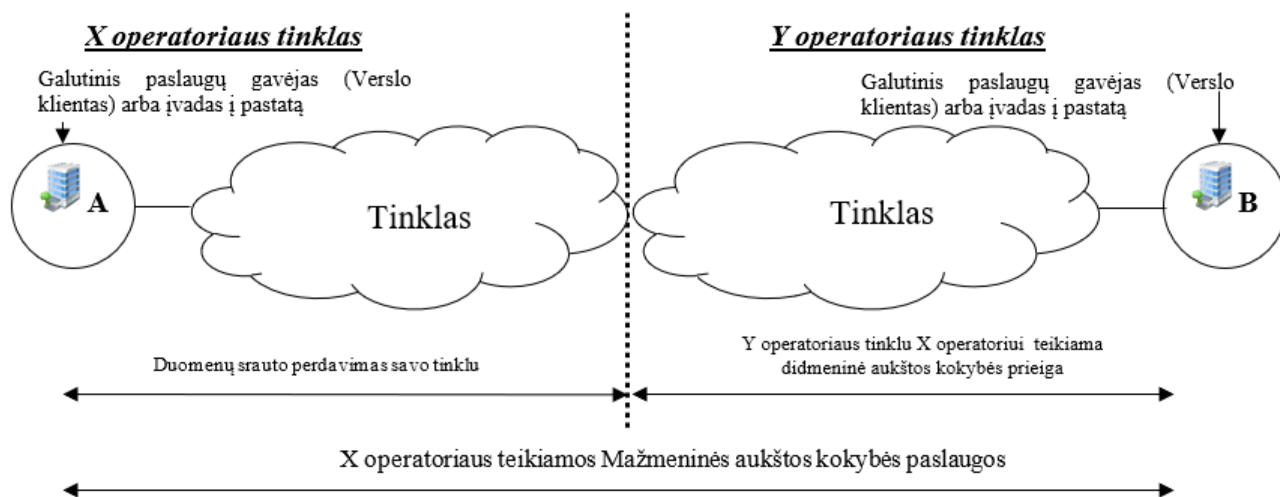 X operatoriaus tinklas
Y operatoriaus tinklas
Galutinis paslaugų gavėjas (Verslo
klientas) arba įvadas į pastatą
Galutinis paslaugų gavėjas (Verslo
klientas) arba įvadas į pastatą
A
Tinklas
Tinklas
B
Duomenų srauto perdavimas savo tinklu
Y operatoriaus tinklu X operatoriui teikiama
didmeninė aukštos kokybės prieiga
X operatoriaus teikiamos Mažmeninės aukštos kokybės paslaugos